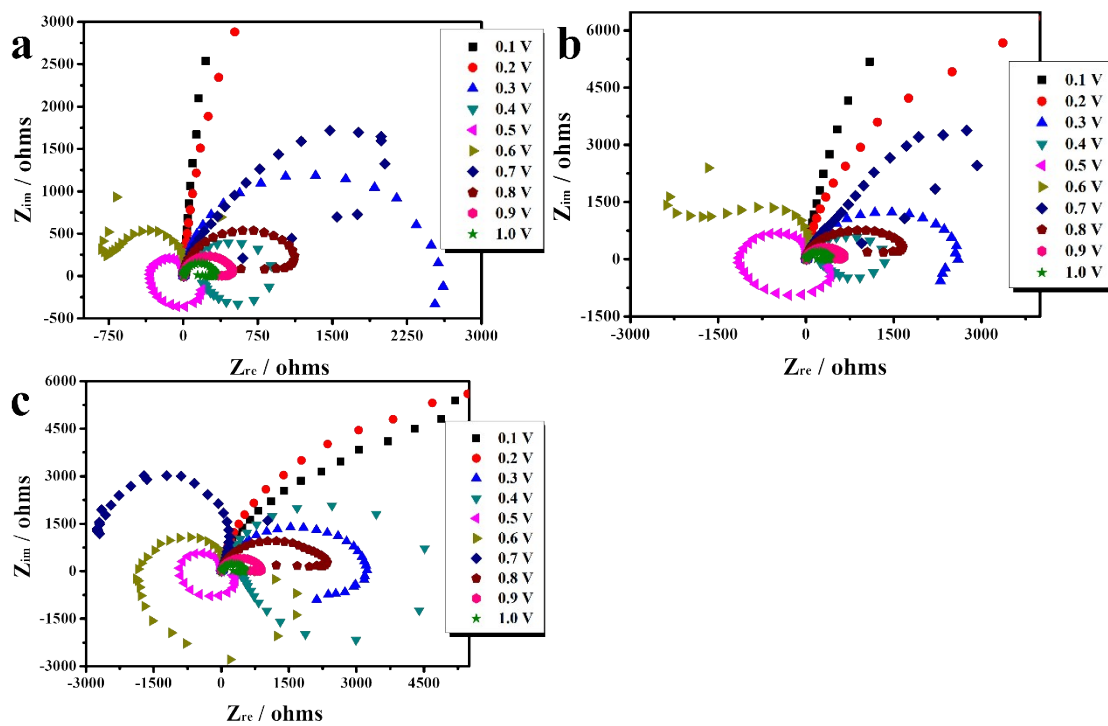 a
3000
2500
2000
1500
1000
500
0
-500
-750
0
750
1500
2250
3000
Zim / ohms
Zre / ohms
0.1 V
0.2 V
0.3 V
0.4 V
0.5 V
0.6 V
0.7 V
0.8 V
0.9 V
1.0 V
b
6000
4500
3000
1500
0
-1500
-3000
-1500
0
1500
3000
Zim / ohms
Zre / ohms
0.1 V
0.2 V
0.3 V
0.4 V
0.5 V
0.6 V
0.7 V
0.8 V
0.9 V
1.0 V
c
6000
4500
3000
1500
0
-1500
-3000
-3000
-1500
0
1500
3000
4500
Zim / ohms
Zre / ohms
0.1 V
0.2 V
0.3 V
0.4 V
0.5 V
0.6 V
0.7 V
0.8 V
0.9 V
1.0 V